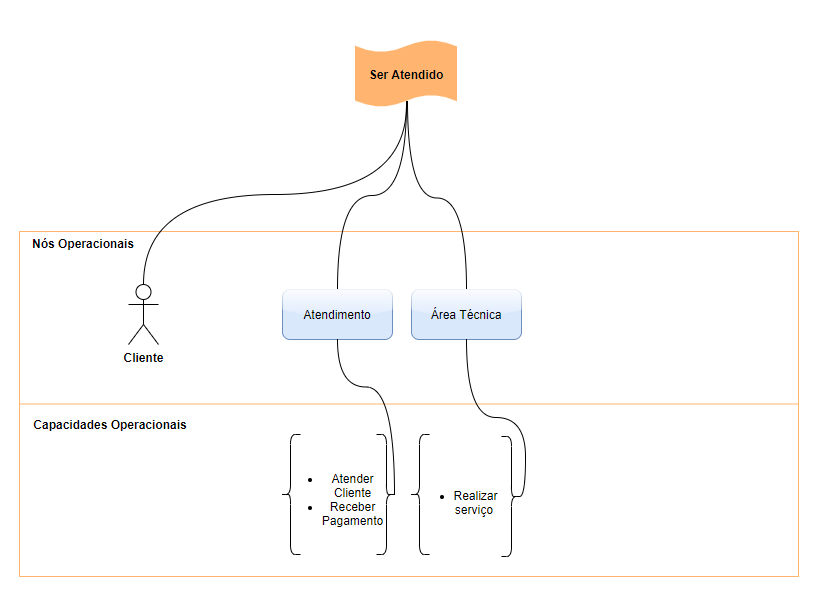 Ser Atendido
Nós Operacionais
Atendimento
Área Técnica
Cliente
Capacidades Operacionais
• Atender
Cliente
• Receber
Pagamento
• Realizar
serviço